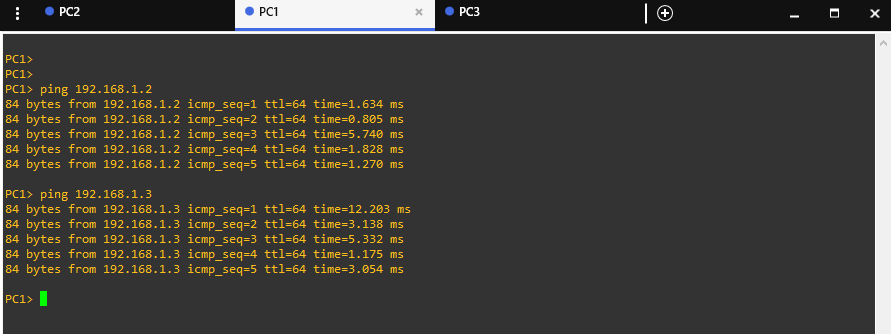 PC2
PC1
PC3
PC1>
PC1>
PC1> ping 192.168.1.2
84 bytes from 192.168.1.2 icmp_seq=1 ttl=64 time=1.634 ms
84 bytes from 192.168.1.2 icmp_seq=2 ttl=64 time=0.805 ms
84 bytes from 192.168.1.2 icmp_seq=3 ttl=64 time=5.740 ms
84 bytes from 192.168.1.2 icmp_seq=4 ttl=64 time=1.828 ms
84 bytes from 192.168.1.2 icmp_seq=5 ttl=64 time=1.270 ms
PC1> ping 192.168.1.3
84 bytes from 192.168.1.3 icmp_seq=1 ttl=64 time=12.203 ms
84 bytes from 192.168.1.3 icmp_seq=2 ttl=64 time=3.138 ms
84 bytes from 192.168.1.3 icmp_seq=3 ttl=64 time=5.332 ms
84 bytes from 192.168.1.3 icmp_seq=4 ttl=64 time=1.175 ms
84 bytes from 192.168.1.3 icmp_seq=5 ttl=64 time=3.054 ms
PC1>